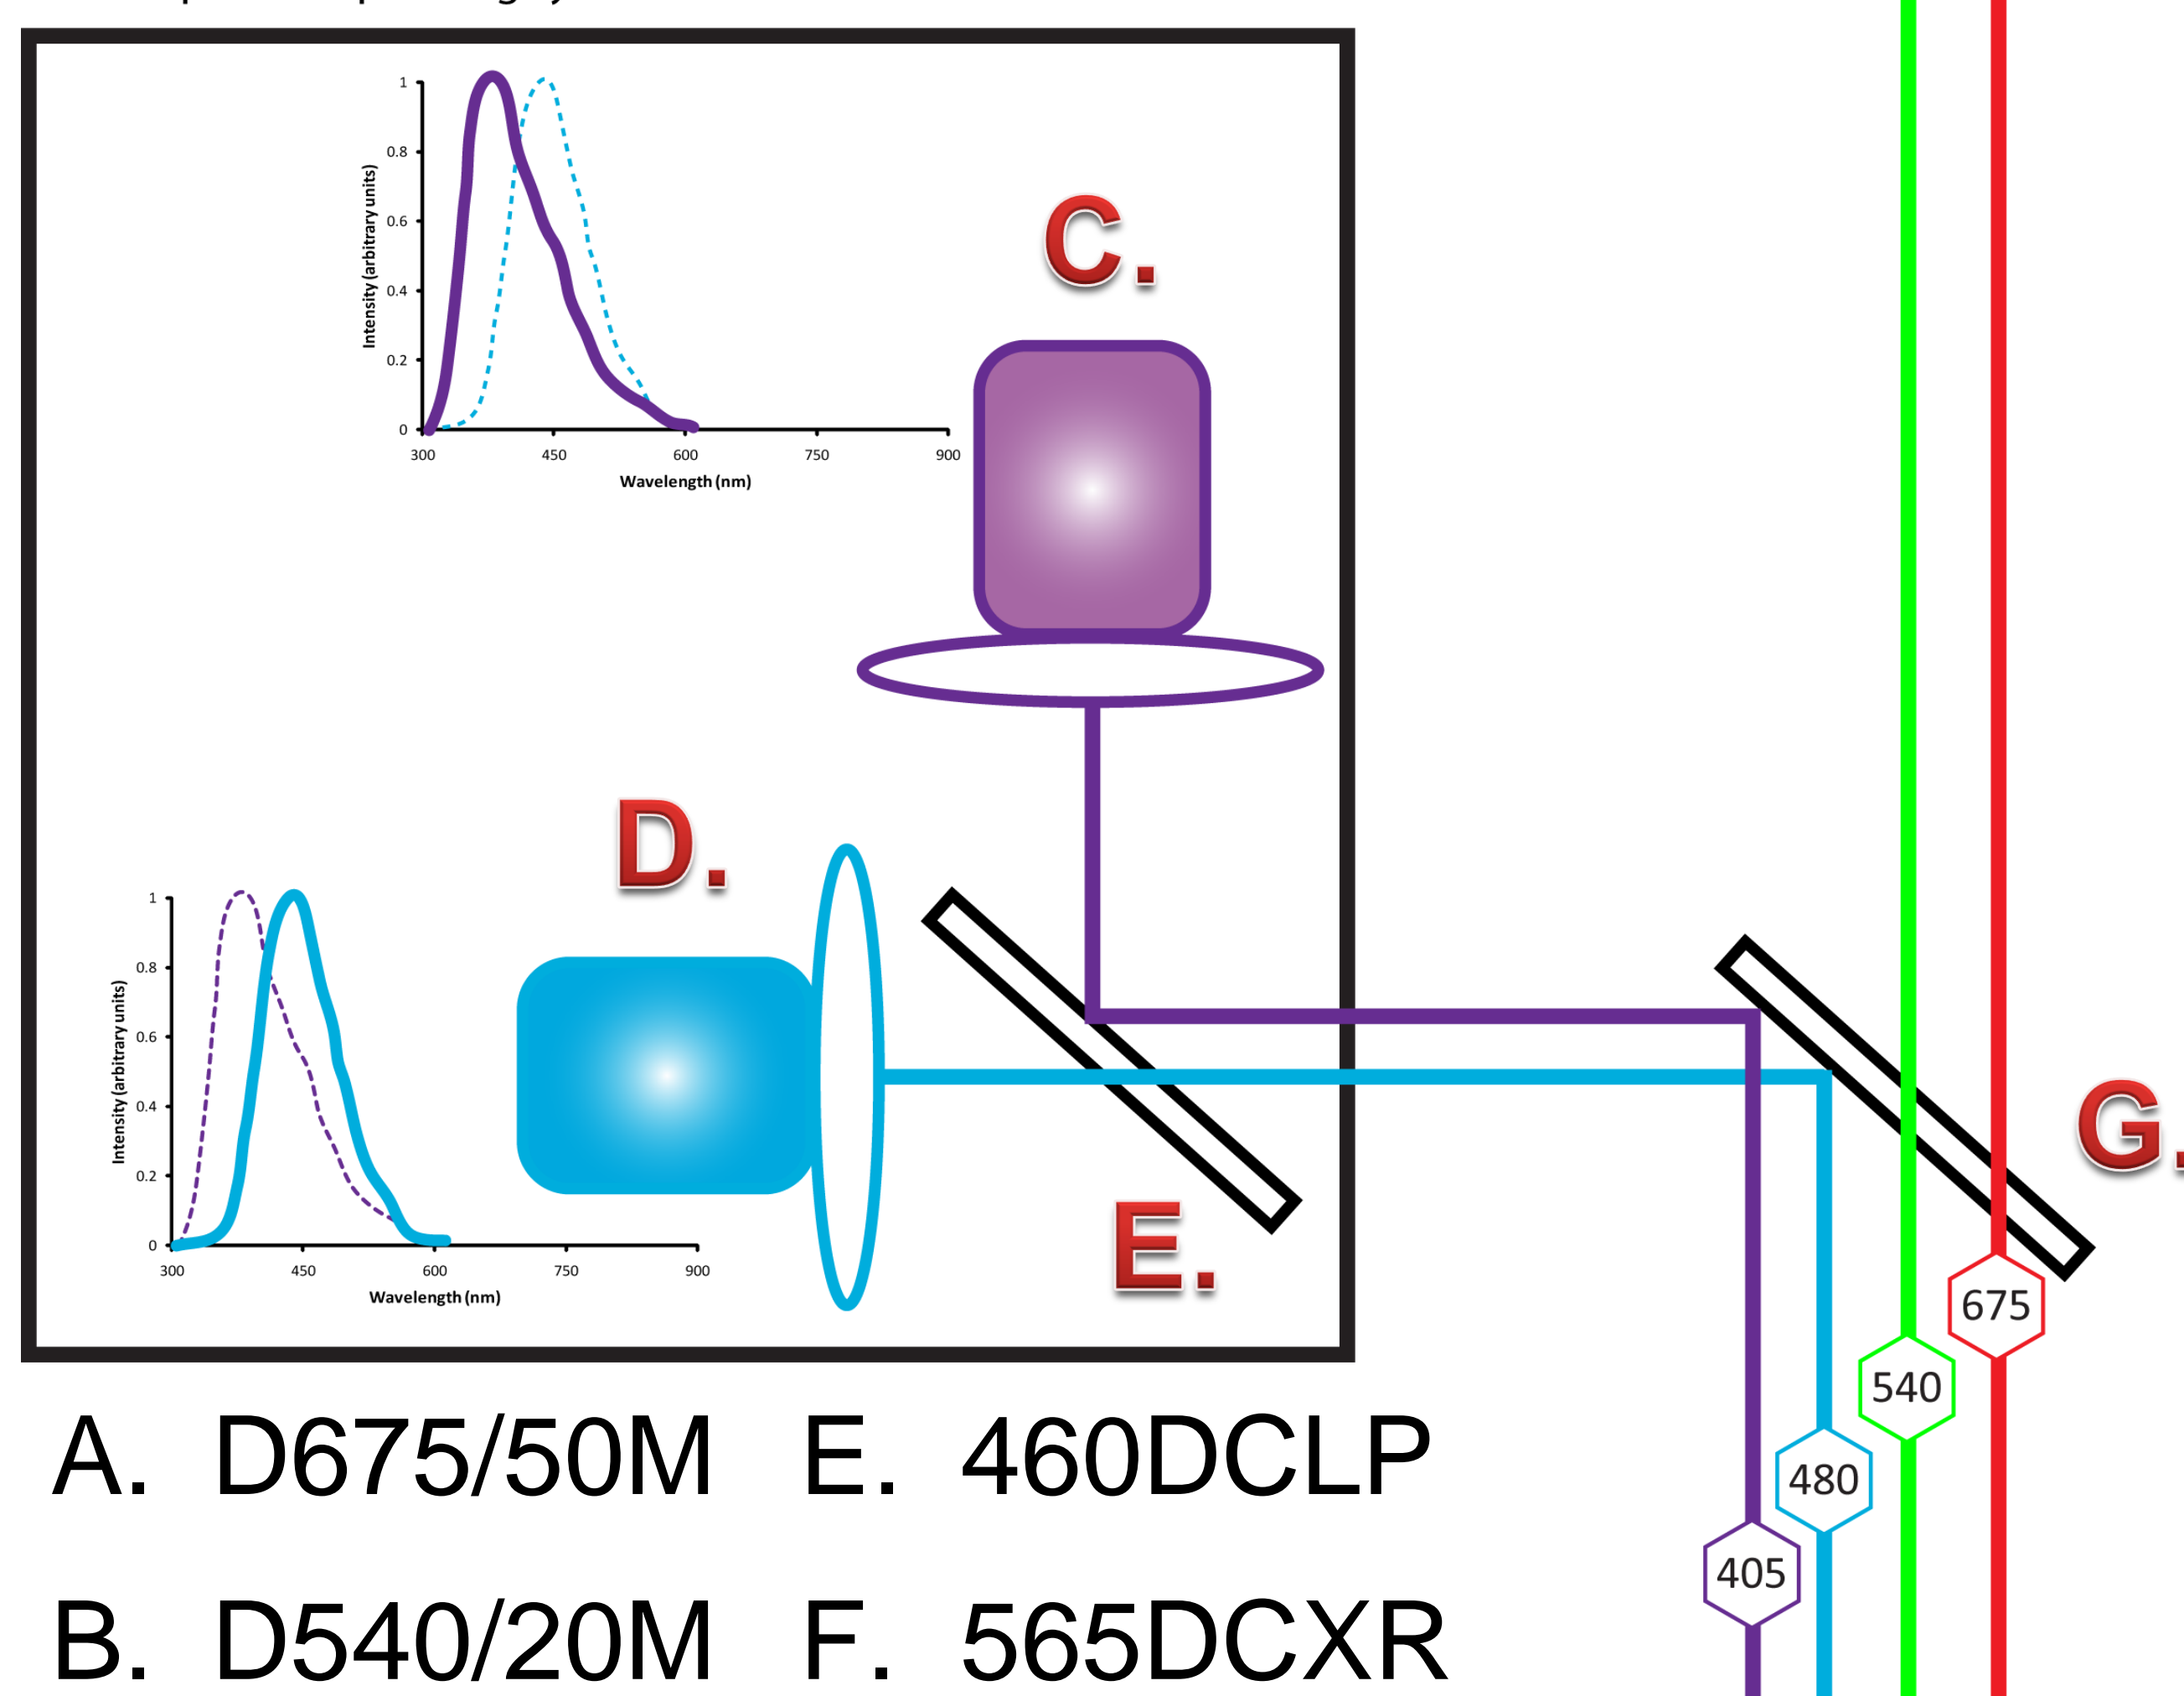 1
0.8
0.6
0.4
0.2
0
Intensity (arbitrary units)
300 450 600 750 900
Wavelength (nm)
C.
D.
1
0.8
0.6
0.4
0.2
0
Intensity (arbitrary units)
300 450 600 750 900
Wavelength (nm)
E.
G.
675
540
480
405
A. D675/50M E. 460DCLP
B. D540/20M F. 565DCXR